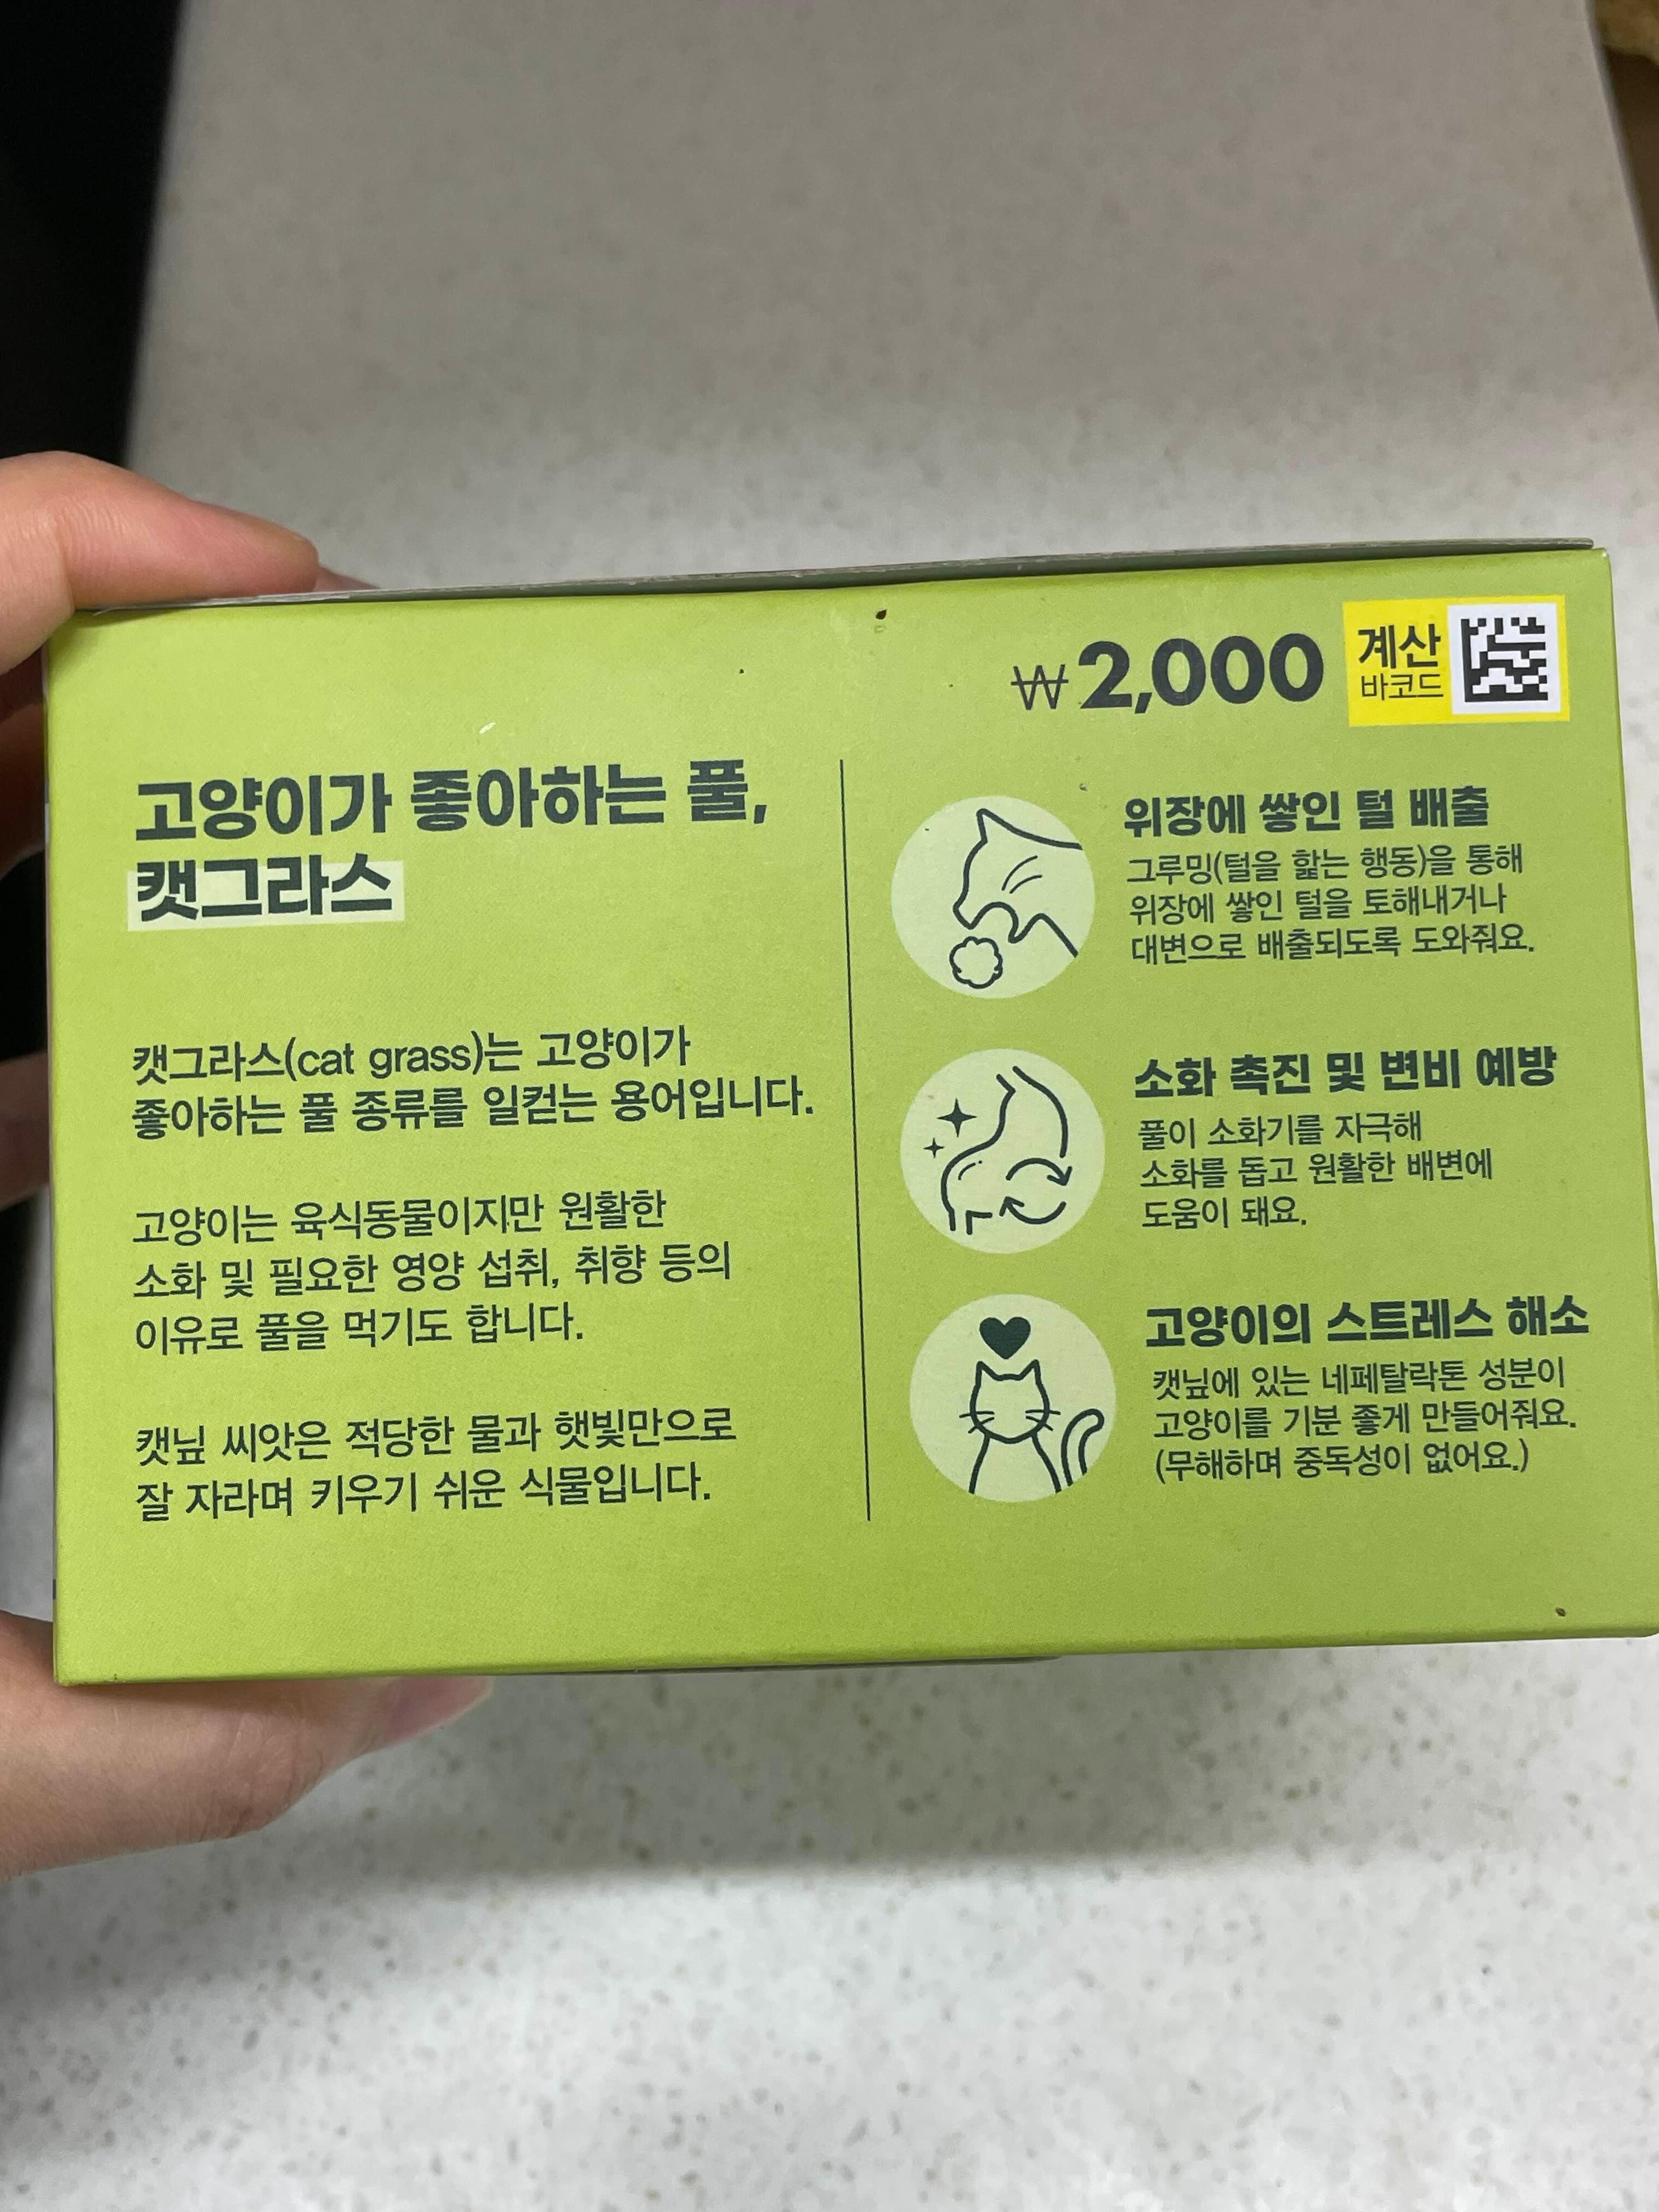 ₩2,000
계산
바코드
고양이가 좋아하는 풀,
캣그라스
캣그라스(cat grass)는 고양이가
좋아하는 풀 종류를 일컫는 용어입니다.
고양이는 육식동물이지만 원활한
소화 및 필요한 영양 섭취, 취향 등의
이유로 풀을 먹기도 합니다.
캣닢 씨앗은 적당한 물과 햇빛만으로
잘 자라며 키우기 쉬운 식물입니다.
위장에 쌓인 털 배출
그루밍(털을 핥는 행동)을 통해
위장에 쌓인 털을 토해내거나
대변으로 배출되도록 도와줘요.
소화 촉진 및 변비 예방
풀이 소화기를 자극해
소화를 돕고 원활한 배변에
도움이 돼요.
고양이의 스트레스 해소
캣닢에 있는 네페탈락톤 성분이
고양이를 기분 좋게 만들어줘요.
(무해하며 중독성이 없어요.)